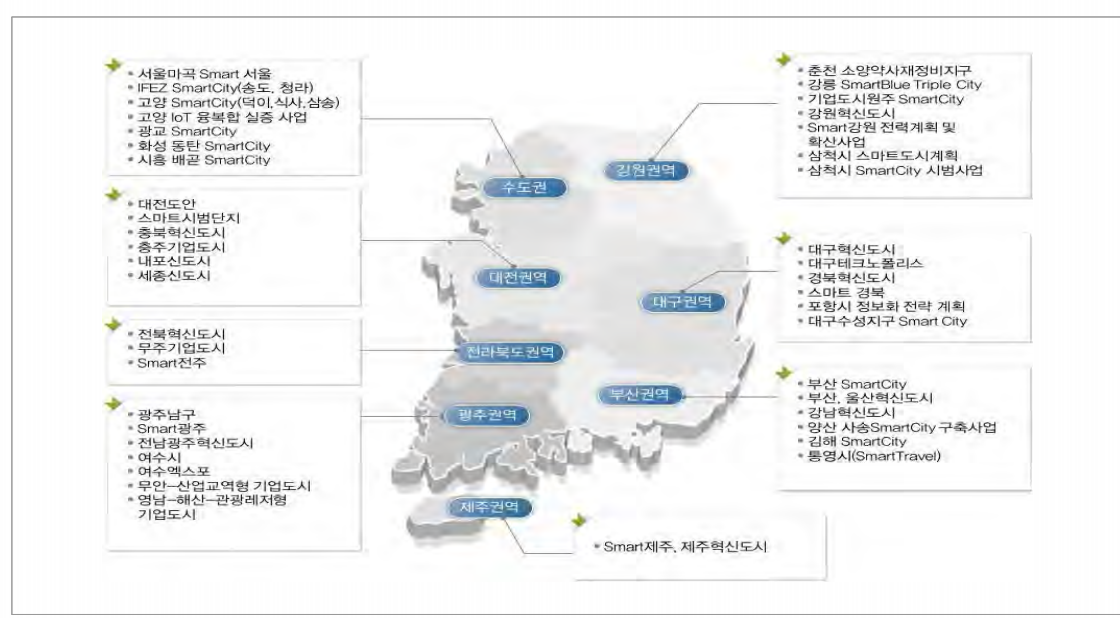 • 서울마곡 Smart 서울
• IFEZ SmartCity(송도, 청라)
• 고양 SmartCity(덕이,식사,삼송)
• 고양 IoT 융복합 실증 사업
• 광교 SmartCity
• 화성 동탄 SmartCity
• 시흥 배곧 SmartCity
수도권
• 춘천 소양약사재정비지구
• 강릉 SmartBlue Triple City
• 기업도시원주 SmartCity
• 강원혁신도시
• Smart강원 전력계획 및
확산사업
• 삼척시 스마트도시계획
• 삼척시 SmartCity 시범사업
강원권역
• 대전도안
• 스마트시범단지
• 충북혁신도시
• 충주기업도시
• 내포신도시
• 세종신도시
대전권역
• 대구혁신도시
• 대구테크노폴리스
• 경북혁신도시
• 스마트 경북
• 포항시 정보화 전략 계획
• 대구수성지구 Smart City
대구권역
• 전북혁신도시
• 무주기업도시
• Smart전주
전라북도권역
• 부산 SmartCity
• 부산, 울산혁신도시
• 강남혁신도시
• 양산 사송SmartCity 구축사업
• 김해 SmartCity
• 통영시(SmartTravel)
부산권역
• 광주남구
• Smart광주
• 전남광주혁신도시
• 여수시
• 여수엑스포
• 무안-산업교역형 기업도시
• 영남-해산-관광레저형
기업도시
광주권역
제주권역
• Smart제주, 제주혁신도시